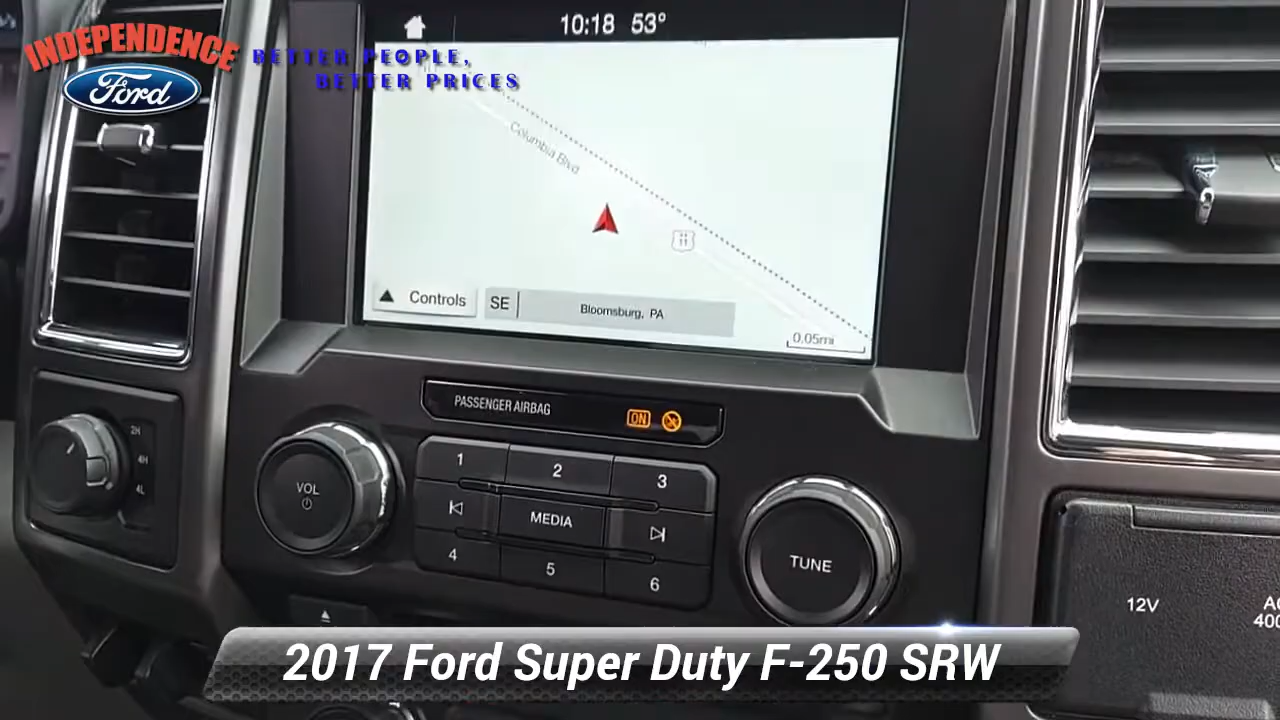 10:18 53°
INDEPENDENCE
Ford
BETTER PEOPLE,
BETTER PRICES
Columbia Blvd
11
Controls
SE
Bloomsburg, PA
0.05mi
PASSENGER AIRBAG ON
2H
4H
4L
VOL
1 2 3
MEDIA
4 5 6
TUNE
12V
2017 Ford Super Duty F-250 SRW